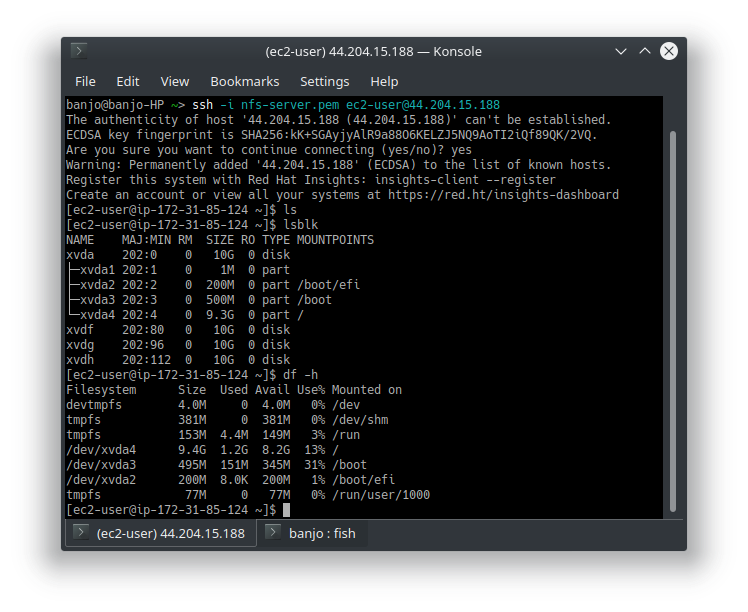 (ec2-user) 44.204.15.188 — Konsole
File Edit View Bookmarks Settings Help
banjo@banjo-HP ~> ssh -i nfs-server.pem ec2-user@44.204.15.188
The authenticity of host '44.204.15.188 (44.204.15.188)' can't be established.
ECDSA key fingerprint is SHA256:kK+SGAyjyAlR9a88O6KELZJ5NQ9AoTI2iQf89QK/2VQ.
Are you sure you want to continue connecting (yes/no)? yes
Warning: Permanently added '44.204.15.188' (ECDSA) to the list of known hosts.
Register this system with Red Hat Insights: insights-client --register
Create an account or view all your systems at https://red.ht/insights-dashboard
[ec2-user@ip-172-31-85-124 ~]$ ls
[ec2-user@ip-172-31-85-124 ~]$ lsblk
NAME    MAJ:MIN RM  SIZE RO TYPE MOUNTPOINTS
xvda    202:0    0   10G  0 disk
├─xvda1 202:1    0    1M  0 part
├─xvda2 202:2    0  200M  0 part /boot/efi
├─xvda3 202:3    0  500M  0 part /boot
└─xvda4 202:4    0  9.3G  0 part /
xvdf    202:80   0   10G  0 disk
xvdg    202:96   0   10G  0 disk
xvdh    202:112  0   10G  0 disk
[ec2-user@ip-172-31-85-124 ~]$ df -h
Filesystem      Size  Used Avail Use% Mounted on
devtmpfs        4.0M     0  4.0M   0% /dev
tmpfs           381M     0  381M   0% /dev/shm
tmpfs           153M  4.4M  149M   3% /run
/dev/xvda4      9.4G  1.2G  8.2G  13% /
/dev/xvda3      495M  151M  345M  31% /boot
/dev/xvda2      200M  8.0K  200M   1% /boot/efi
tmpfs            77M     0   77M   0% /run/user/1000
[ec2-user@ip-172-31-85-124 ~]$
(ec2-user) 44.204.15.188 banjo : fish